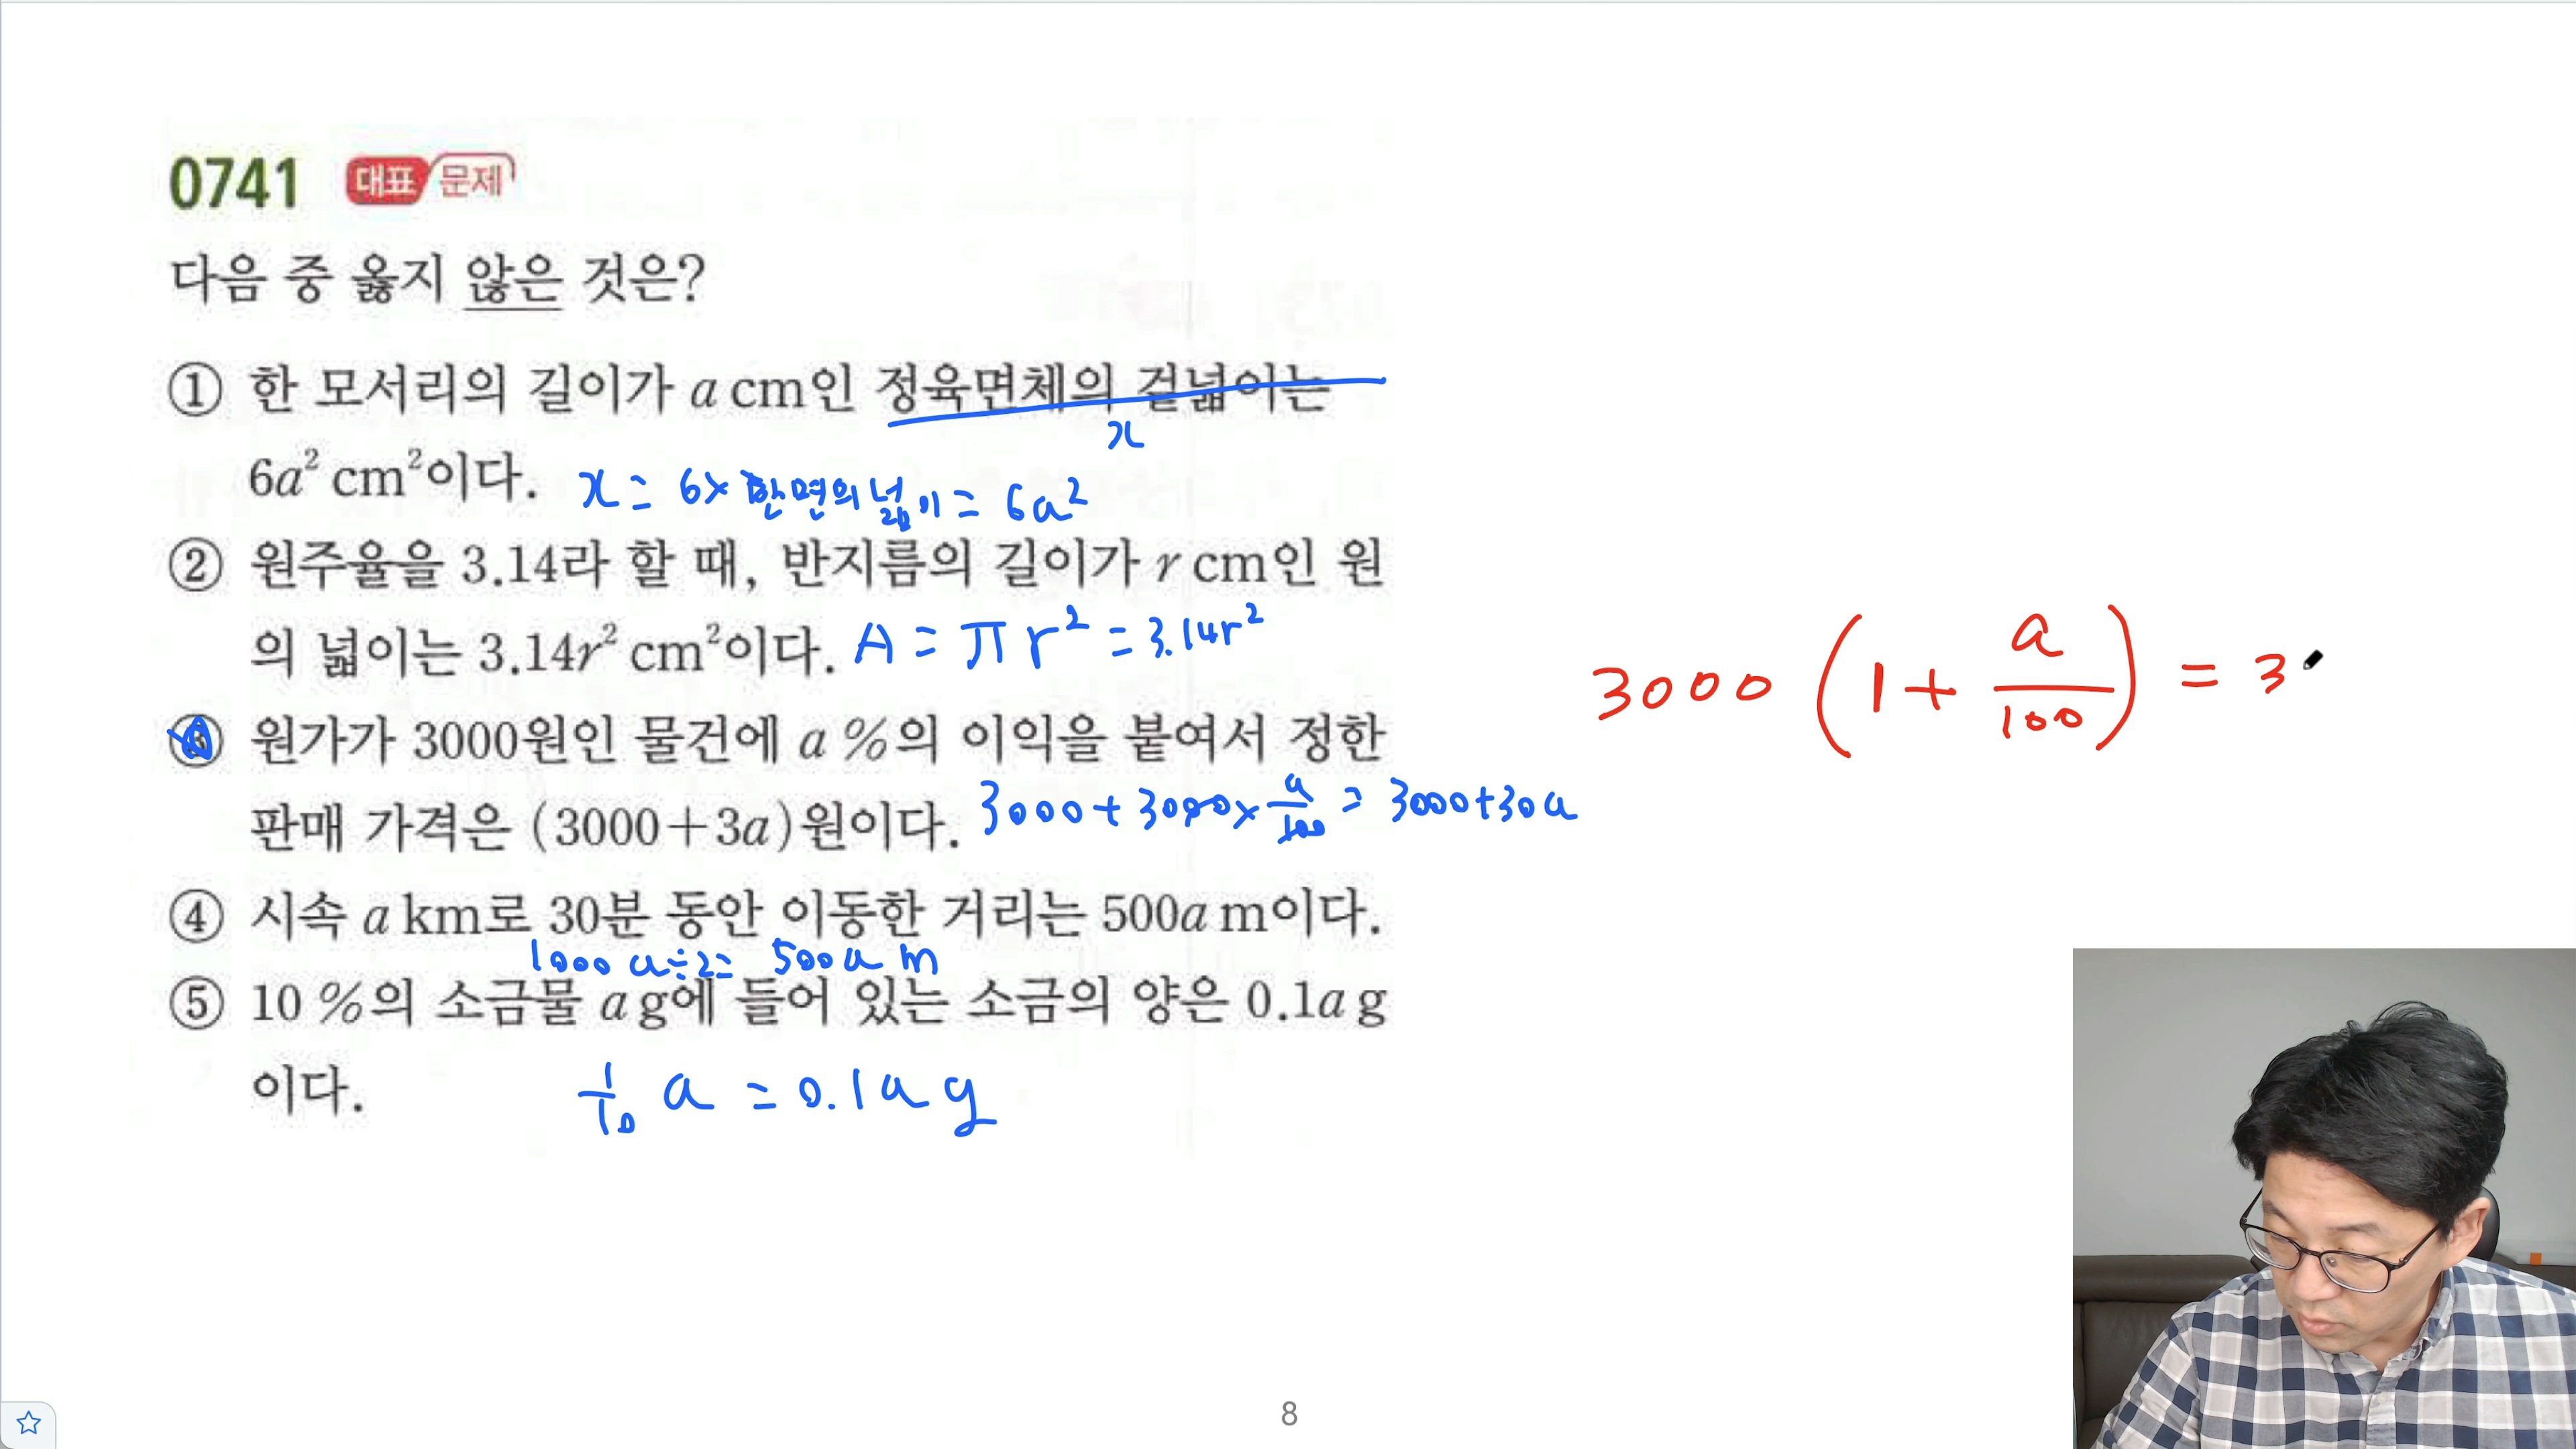 0741 대표 문제
다음 중 옳지 않은 것은?
① 한 모서리의 길이가 a cm인 정육면체의 겉넓이는
x
6a² cm²이다. x = 6 × 한 면의 넓이 = 6a²
② 원주율을 3.14라 할 때, 반지름의 길이가 r cm인 원
의 넓이는 3.14r² cm²이다. A = πr² = 3.14r²
3000 (1 + a/100) = 3
③ 원가가 3000원인 물건에 a %의 이익을 붙여서 정한
판매 가격은 (3000+3a)원이다. 3000 + 3000 × a/100 = 3000+30a
④ 시속 a km로 30분 동안 이동한 거리는 500a m이다.
1000a÷2= 500a m
⑤ 10 %의 소금물 a g에 들어 있는 소금의 양은 0.1a g
이다. 1/10 a = 0.1a g
8